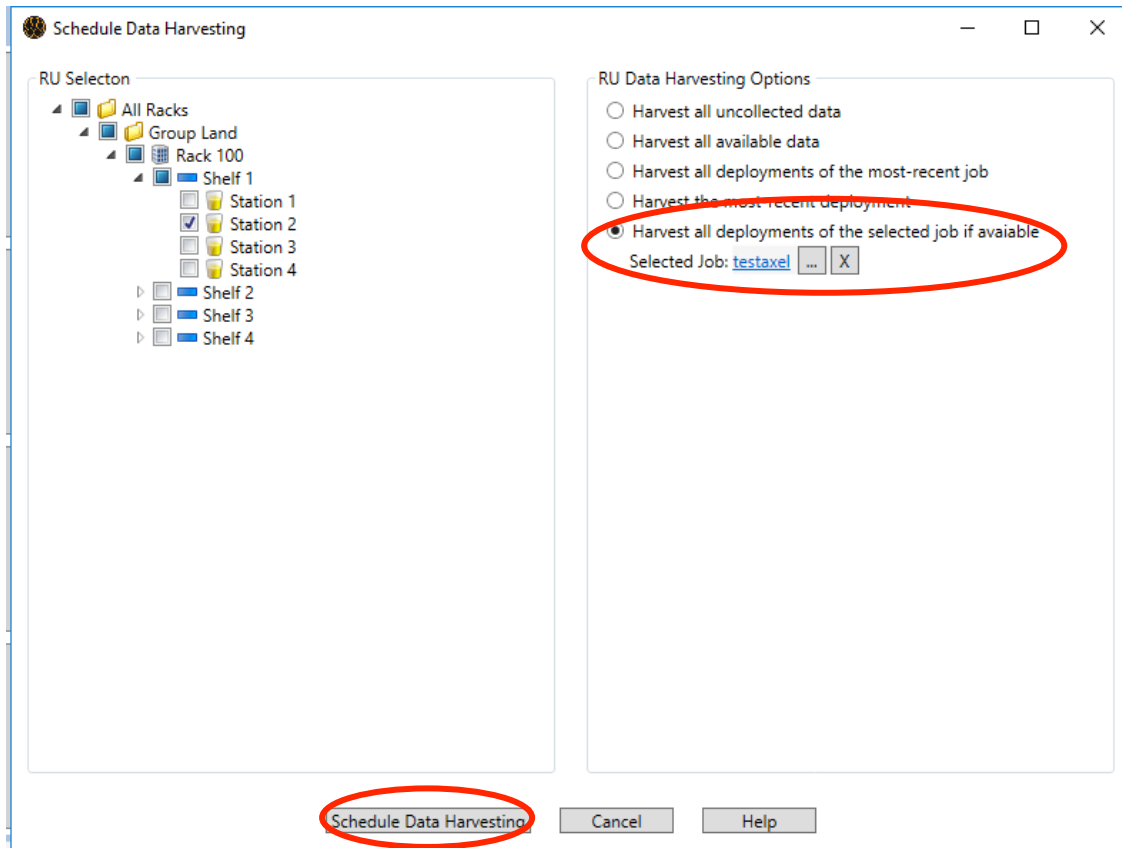 Schedule Data Harvesting
RU Selecton
All Racks
Group Land
Rack 100
Shelf 1
Station 1
Station 2
Station 3
Station 4
Shelf 2
Shelf 3
Shelf 4
RU Data Harvesting Options
Harvest all uncollected data
Harvest all available data
Harvest all deployments of the most-recent job
Harvest the most-recent deployment
Harvest all deployments of the selected job if avaiable
Selected Job: testaxel ... X
Schedule Data Harvesting Cancel Help